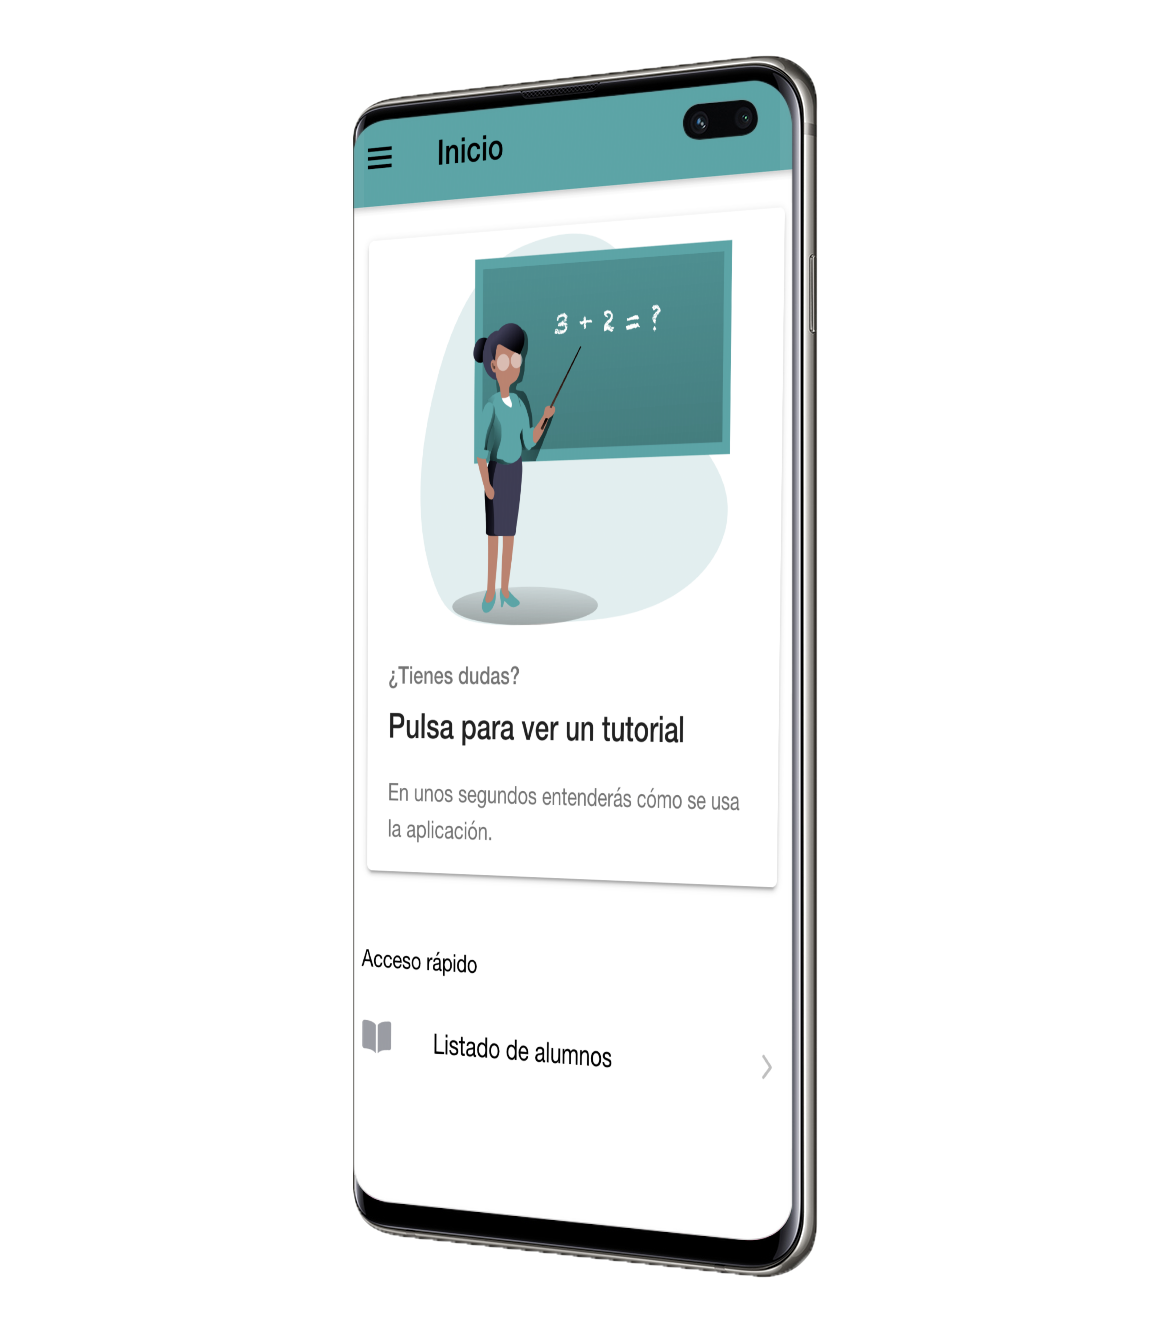 Inicio
3 + 2 = ?
¿Tienes dudas?
Pulsa para ver un tutorial
En unos segundos entenderás cómo se usa
la aplicación.
Acceso rápido
Listado de alumnos